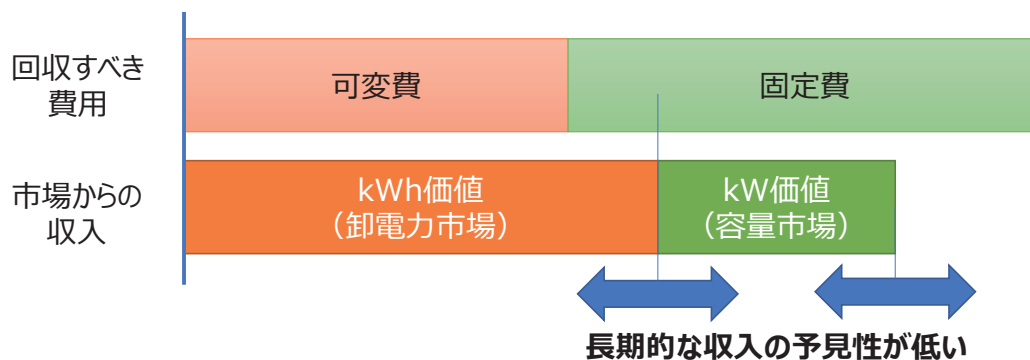 回収すべき
費用
可変費
固定費
市場からの
収入
kWh価値
（卸電力市場）
kW価値
（容量市場）
長期的な収入の予見性が低い